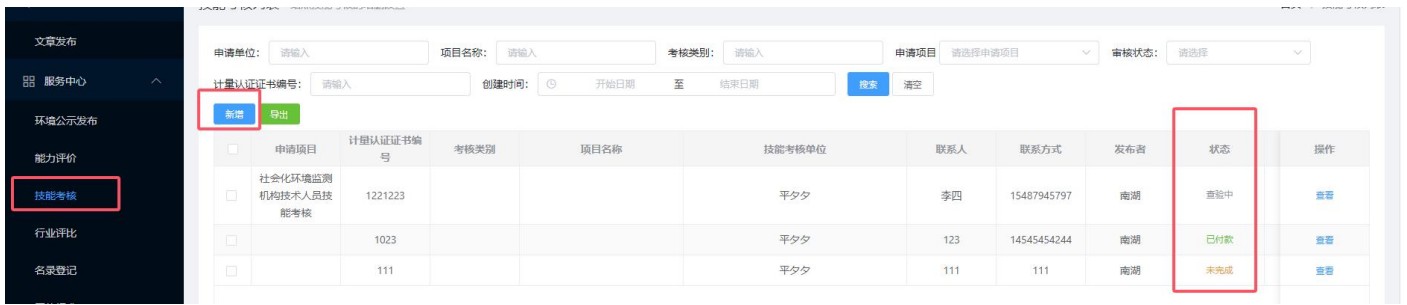 文章发布
服务中心
环境公示发布
能力评价
技能考核
行业评比
名录登记
申请单位： 请输入 项目名称： 请输入 考核类别： 请输入 申请项目 请选择申请项目 审核状态： 请选择
计量认证证书编号： 请输入 创建时间： 开始日期 至 结束日期 搜索 清空
新增 导出
申请项目 计量认证证书编号 考核类别 项目名称 技能考核单位 联系人 联系方式 发布者 状态 操作
社会化环境监测机构技术人员技能考核 1221223 平夕夕 李四 15487945797 南湖 查验中 查看
1023 平夕夕 123 14545454244 南湖 已付款 查看
111 平夕夕 111 111 南湖 未完成 查看